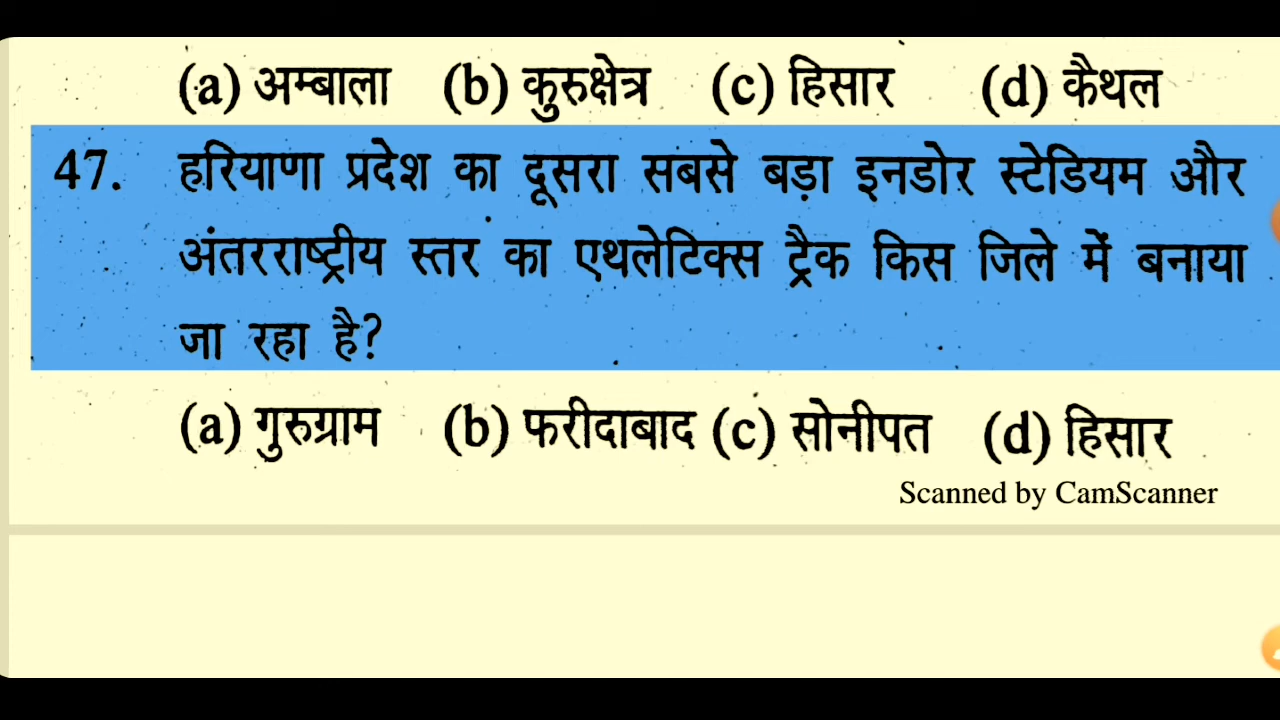 (a) अम्बाला (b) कुरुक्षेत्र (c) हिसार (d) कैथल
47. हरियाणा प्रदेश का दूसरा सबसे बड़ा इनडोर स्टेडियम और
अंतरराष्ट्रीय स्तर का एथलेटिक्स ट्रैक किस जिले में बनाया
जा रहा है?
(a) गुरुग्राम (b) फरीदाबाद (c) सोनीपत (d) हिसार
Scanned by CamScanner